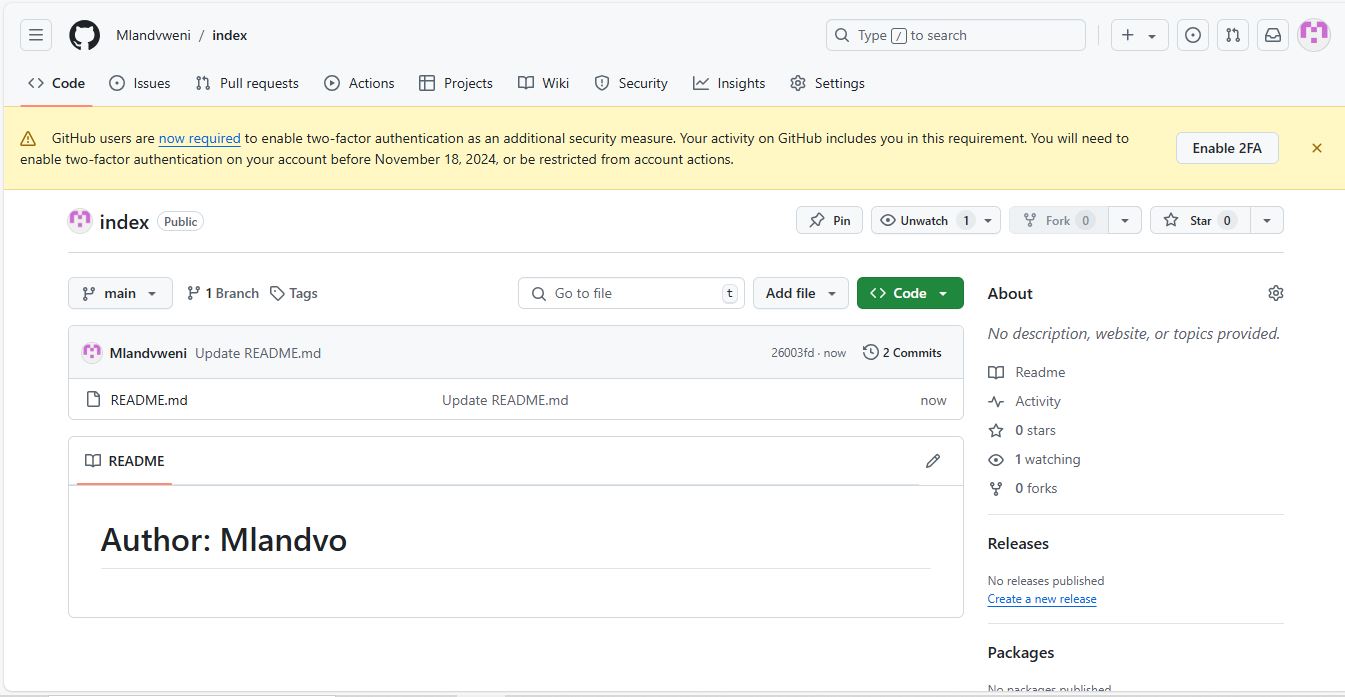 Mlandvweni / index
Type / to search
Code Issues Pull requests Actions Projects Wiki Security Insights Settings
GitHub users are now required to enable two-factor authentication as an additional security measure. Your activity on GitHub includes you in this requirement. You will need to
enable two-factor authentication on your account before November 18, 2024, or be restricted from account actions.
Enable 2FA
index Public
Pin Unwatch 1 Fork 0 Star 0
main 1 Branch Tags Go to file t Add file Code
Mlandvweni Update README.md 26003fd · now 2 Commits
README.md Update README.md now
README
Author: Mlandvo
About
No description, website, or topics provided.
Readme
Activity
0 stars
1 watching
0 forks
Releases
No releases published
Create a new release
Packages
No packages published